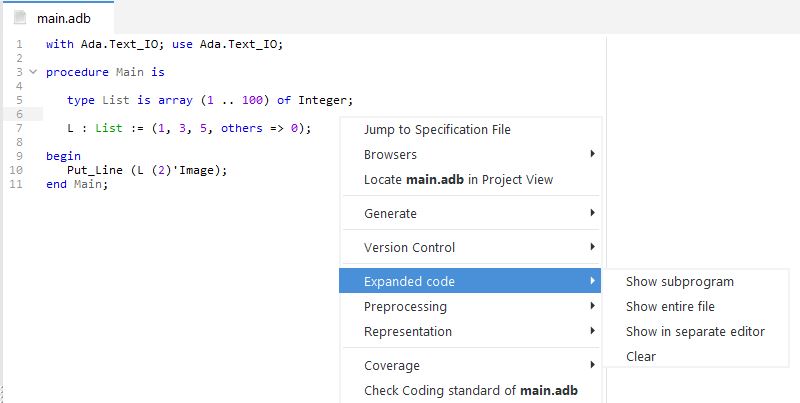 main.adb
1 with Ada.Text_IO; use Ada.Text_IO;
2
3 procedure Main is
4
5 type List is array (1 .. 100) of Integer;
6
7 L : List := (1, 3, 5, others => 0);
8
9 begin
10 Put_Line (L (2)'Image);
11 end Main;
Jump to Specification File
Browsers
Locate main.adb in Project View
Generate
Version Control
Expanded code
Preprocessing
Representation
Coverage
Check Coding standard of main.adb
Show subprogram
Show entire file
Show in separate editor
Clear